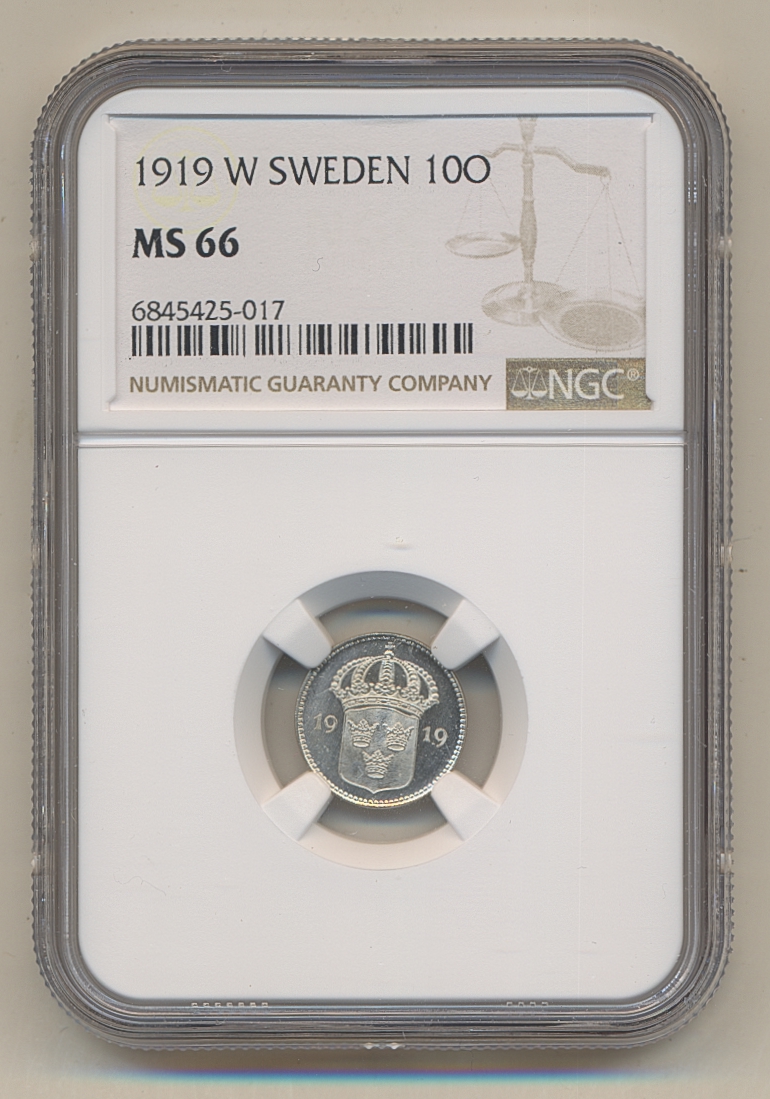 1919 W SWEDEN 10O
MS 66
6845425-017
NUMISMATIC GUARANTY COMPANY
NGC®
19 19